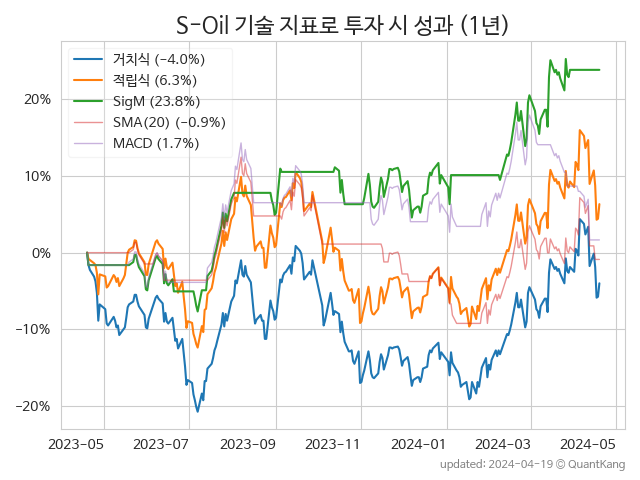 S-Oil 기술 지표로 투자 시 성과 (1년)
거치식 (−4.0%)
적립식 (6.3%)
SigM (23.8%)
SMA(20) (−0.9%)
MACD (1.7%)
20%
10%
0%
−10%
−20%
2023-05 2023-07 2023-09 2023-11 2024-01 2024-03 2024-05
updated: 2024-04-19 © QuantKang